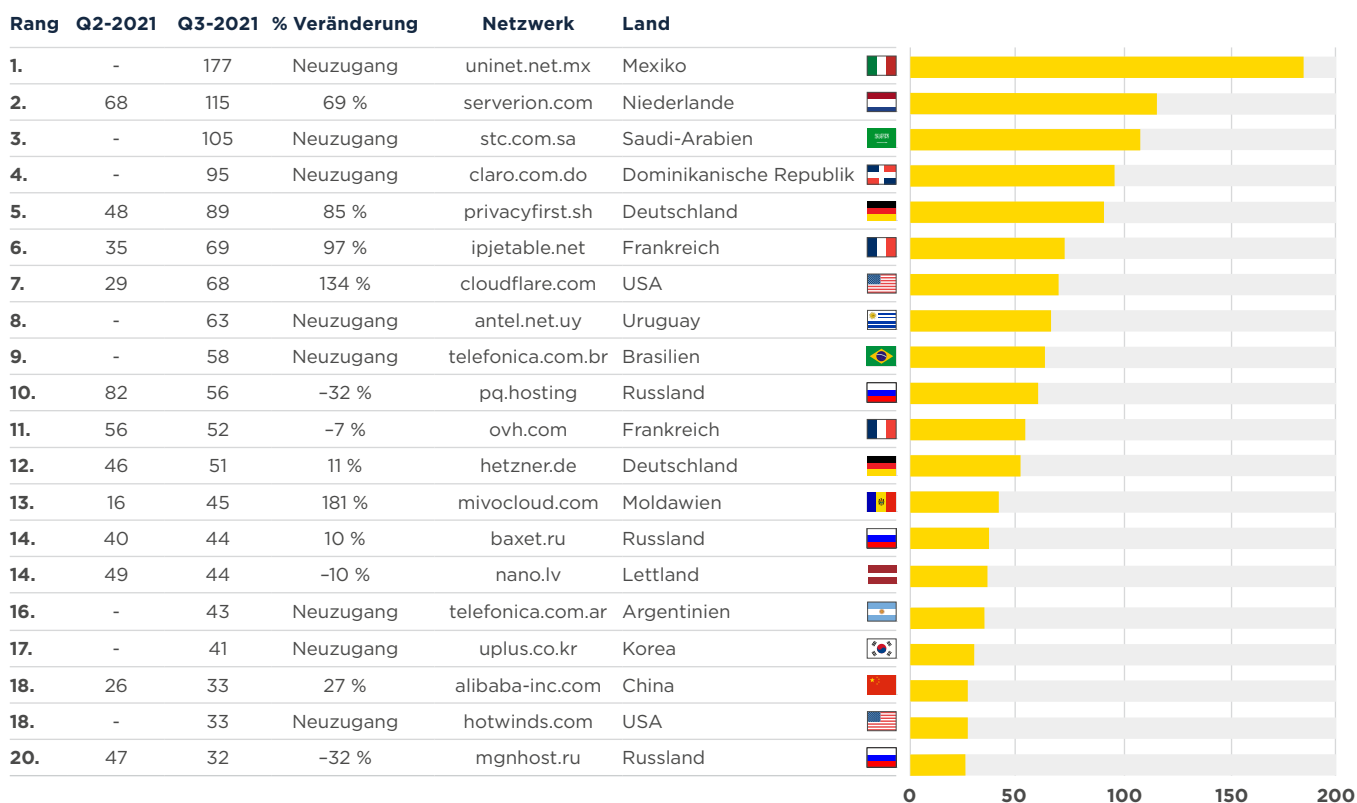 Rang Q2-2021 Q3-2021 % Veränderung Netzwerk Land
1. - 177 Neuzugang uninet.net.mx Mexiko
2. 68 115 69 % serverion.com Niederlande
3. - 105 Neuzugang stc.com.sa Saudi-Arabien
4. - 95 Neuzugang claro.com.do Dominikanische Republik
5. 48 89 85 % privacyfirst.sh Deutschland
6. 35 69 97 % ipjetable.net Frankreich
7. 29 68 134 % cloudflare.com USA
8. - 63 Neuzugang antel.net.uy Uruguay
9. - 58 Neuzugang telefonica.com.br Brasilien
10. 82 56 –32 % pq.hosting Russland
11. 56 52 –7 % ovh.com Frankreich
12. 46 51 11 % hetzner.de Deutschland
13. 16 45 181 % mivocloud.com Moldawien
14. 40 44 10 % baxet.ru Russland
14. 49 44 –10 % nano.lv Lettland
16. - 43 Neuzugang telefonica.com.ar Argentinien
17. - 41 Neuzugang uplus.co.kr Korea
18. 26 33 27 % alibaba-inc.com China
18. - 33 Neuzugang hotwinds.com USA
20. 47 32 –32 % mgnhost.ru Russland
0 50 100 150 200